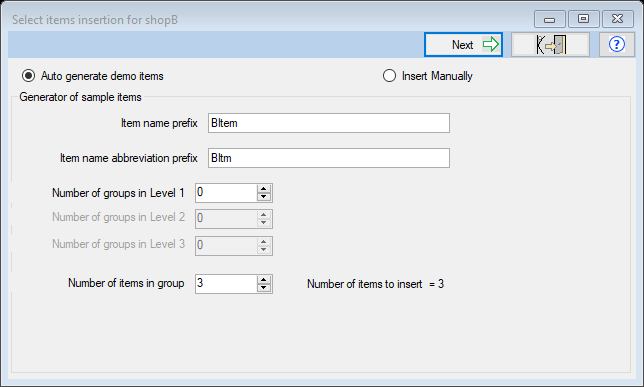 Select items insertion for shopB
Next
?
Auto generate demo items
Insert Manually
Generator of sample items
Item name prefix
BItem
Item name abbreviation prefix
BItm
Number of groups in Level 1
0
Number of groups in Level 2
0
Number of groups in Level 3
0
Number of items in group
3
Number of items to insert = 3